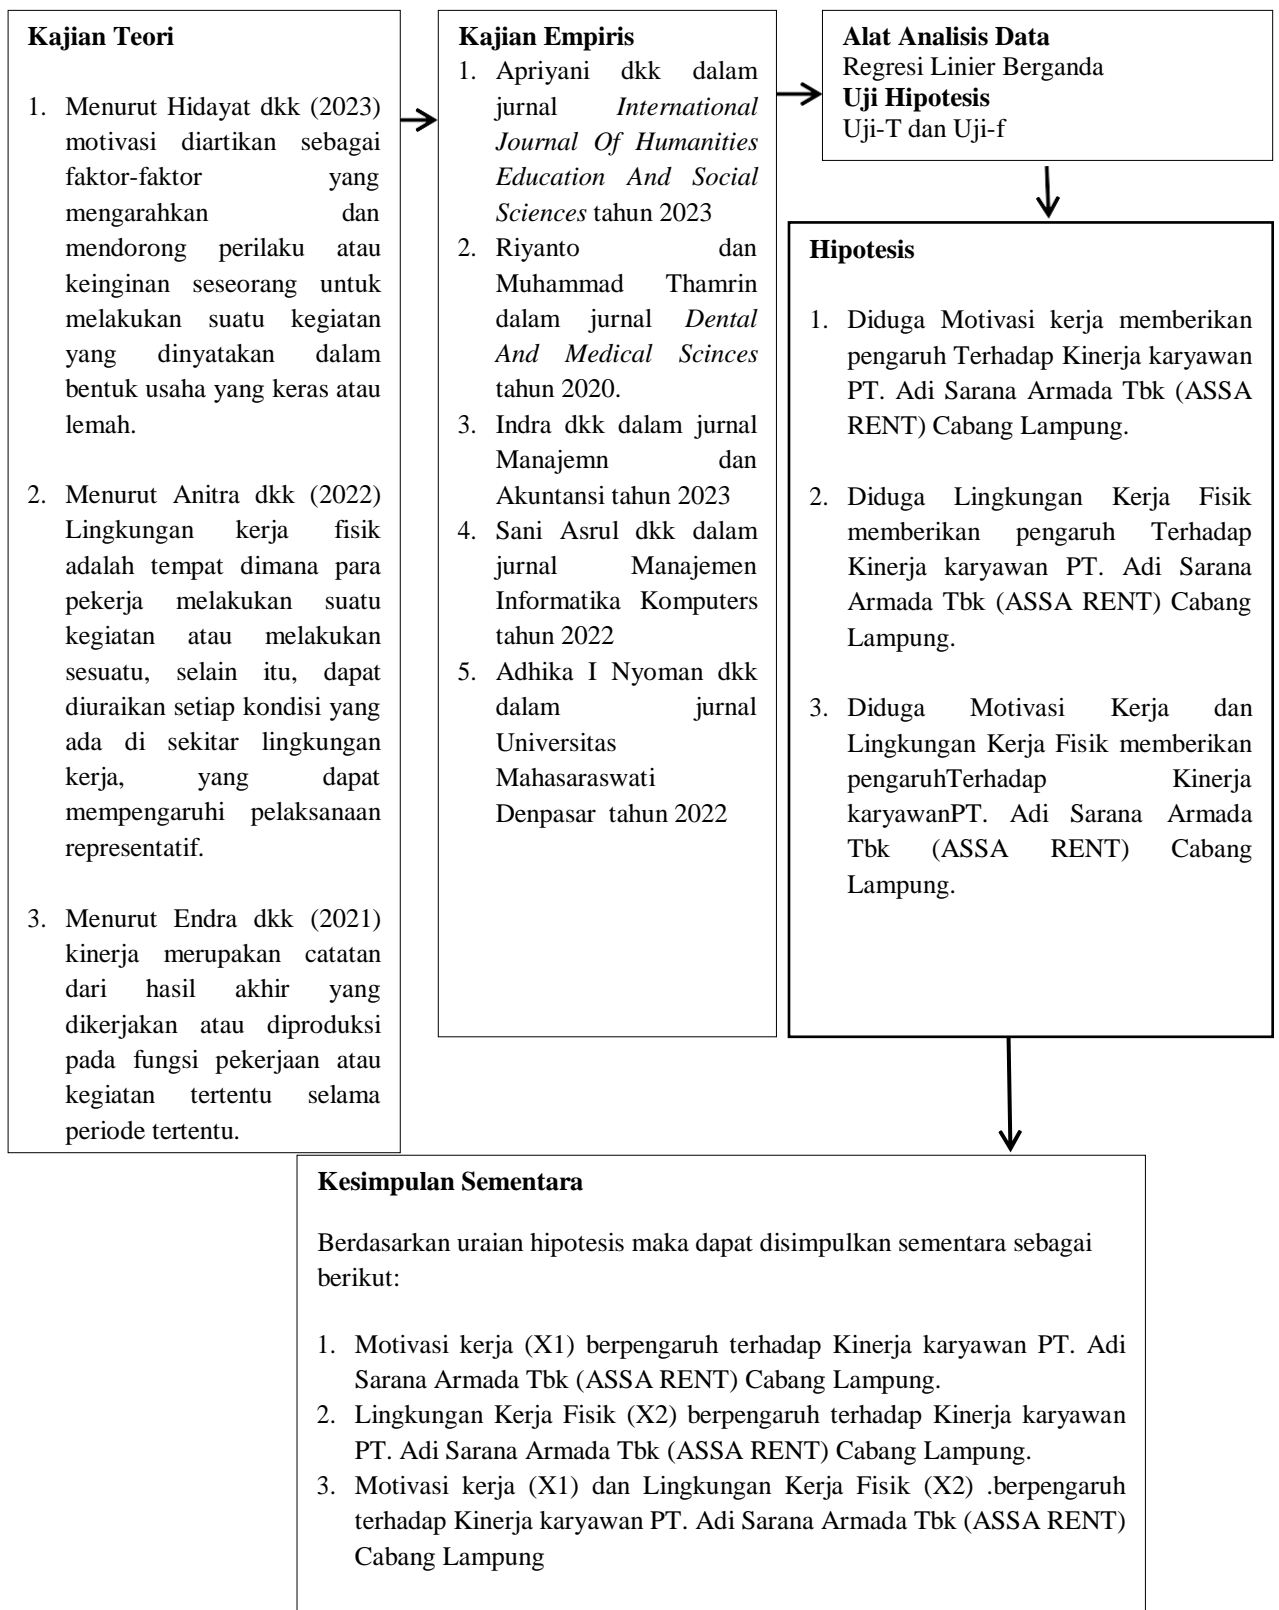 Kajian Teori
1. Menurut Hidayat dkk (2023)
motivasi diartikan sebagai
faktor-faktor yang
mengarahkan dan
mendorong perilaku atau
keinginan seseorang untuk
melakukan suatu kegiatan
yang dinyatakan dalam
bentuk usaha yang keras atau
lemah.
2. Menurut Anitra dkk (2022)
Lingkungan kerja fisik
adalah tempat dimana para
pekerja melakukan suatu
kegiatan atau melakukan
sesuatu, selain itu, dapat
diuraikan setiap kondisi yang
ada di sekitar lingkungan
kerja, yang dapat
mempengaruhi pelaksanaan
representatif.
3. Menurut Endra dkk (2021)
kinerja merupakan catatan
dari hasil akhir yang
dikerjakan atau diproduksi
pada fungsi pekerjaan atau
kegiatan tertentu selama
periode tertentu.
Kajian Empiris
1. Apriyani dkk dalam
jurnal International
Journal Of Humanities
Education And Social
Sciences tahun 2023
2. Riyanto dan
Muhammad Thamrin
dalam jurnal Dental
And Medical Scinces
tahun 2020.
3. Indra dkk dalam jurnal
Manajemn dan
Akuntansi tahun 2023
4. Sani Asrul dkk dalam
jurnal Manajemen
Informatika Komputers
tahun 2022
5. Adhika I Nyoman dkk
dalam jurnal
Universitas
Mahasaraswati
Denpasar tahun 2022
Alat Analisis Data
Regresi Linier Berganda
Uji Hipotesis
Uji-T dan Uji-f
Hipotesis
1. Diduga Motivasi kerja memberikan
pengaruh Terhadap Kinerja karyawan
PT. Adi Sarana Armada Tbk (ASSA
RENT) Cabang Lampung.
2. Diduga Lingkungan Kerja Fisik
memberikan pengaruh Terhadap
Kinerja karyawan PT. Adi Sarana
Armada Tbk (ASSA RENT) Cabang
Lampung.
3. Diduga Motivasi Kerja dan
Lingkungan Kerja Fisik memberikan
pengaruhTerhadap Kinerja
karyawanPT. Adi Sarana Armada
Tbk (ASSA RENT) Cabang
Lampung.
Kesimpulan Sementara
Berdasarkan uraian hipotesis maka dapat disimpulkan sementara sebagai
berikut:
1. Motivasi kerja (X1) berpengaruh terhadap Kinerja karyawan PT. Adi
Sarana Armada Tbk (ASSA RENT) Cabang Lampung.
2. Lingkungan Kerja Fisik (X2) berpengaruh terhadap Kinerja karyawan
PT. Adi Sarana Armada Tbk (ASSA RENT) Cabang Lampung.
3. Motivasi kerja (X1) dan Lingkungan Kerja Fisik (X2) .berpengaruh
terhadap Kinerja karyawan PT. Adi Sarana Armada Tbk (ASSA RENT)
Cabang Lampung